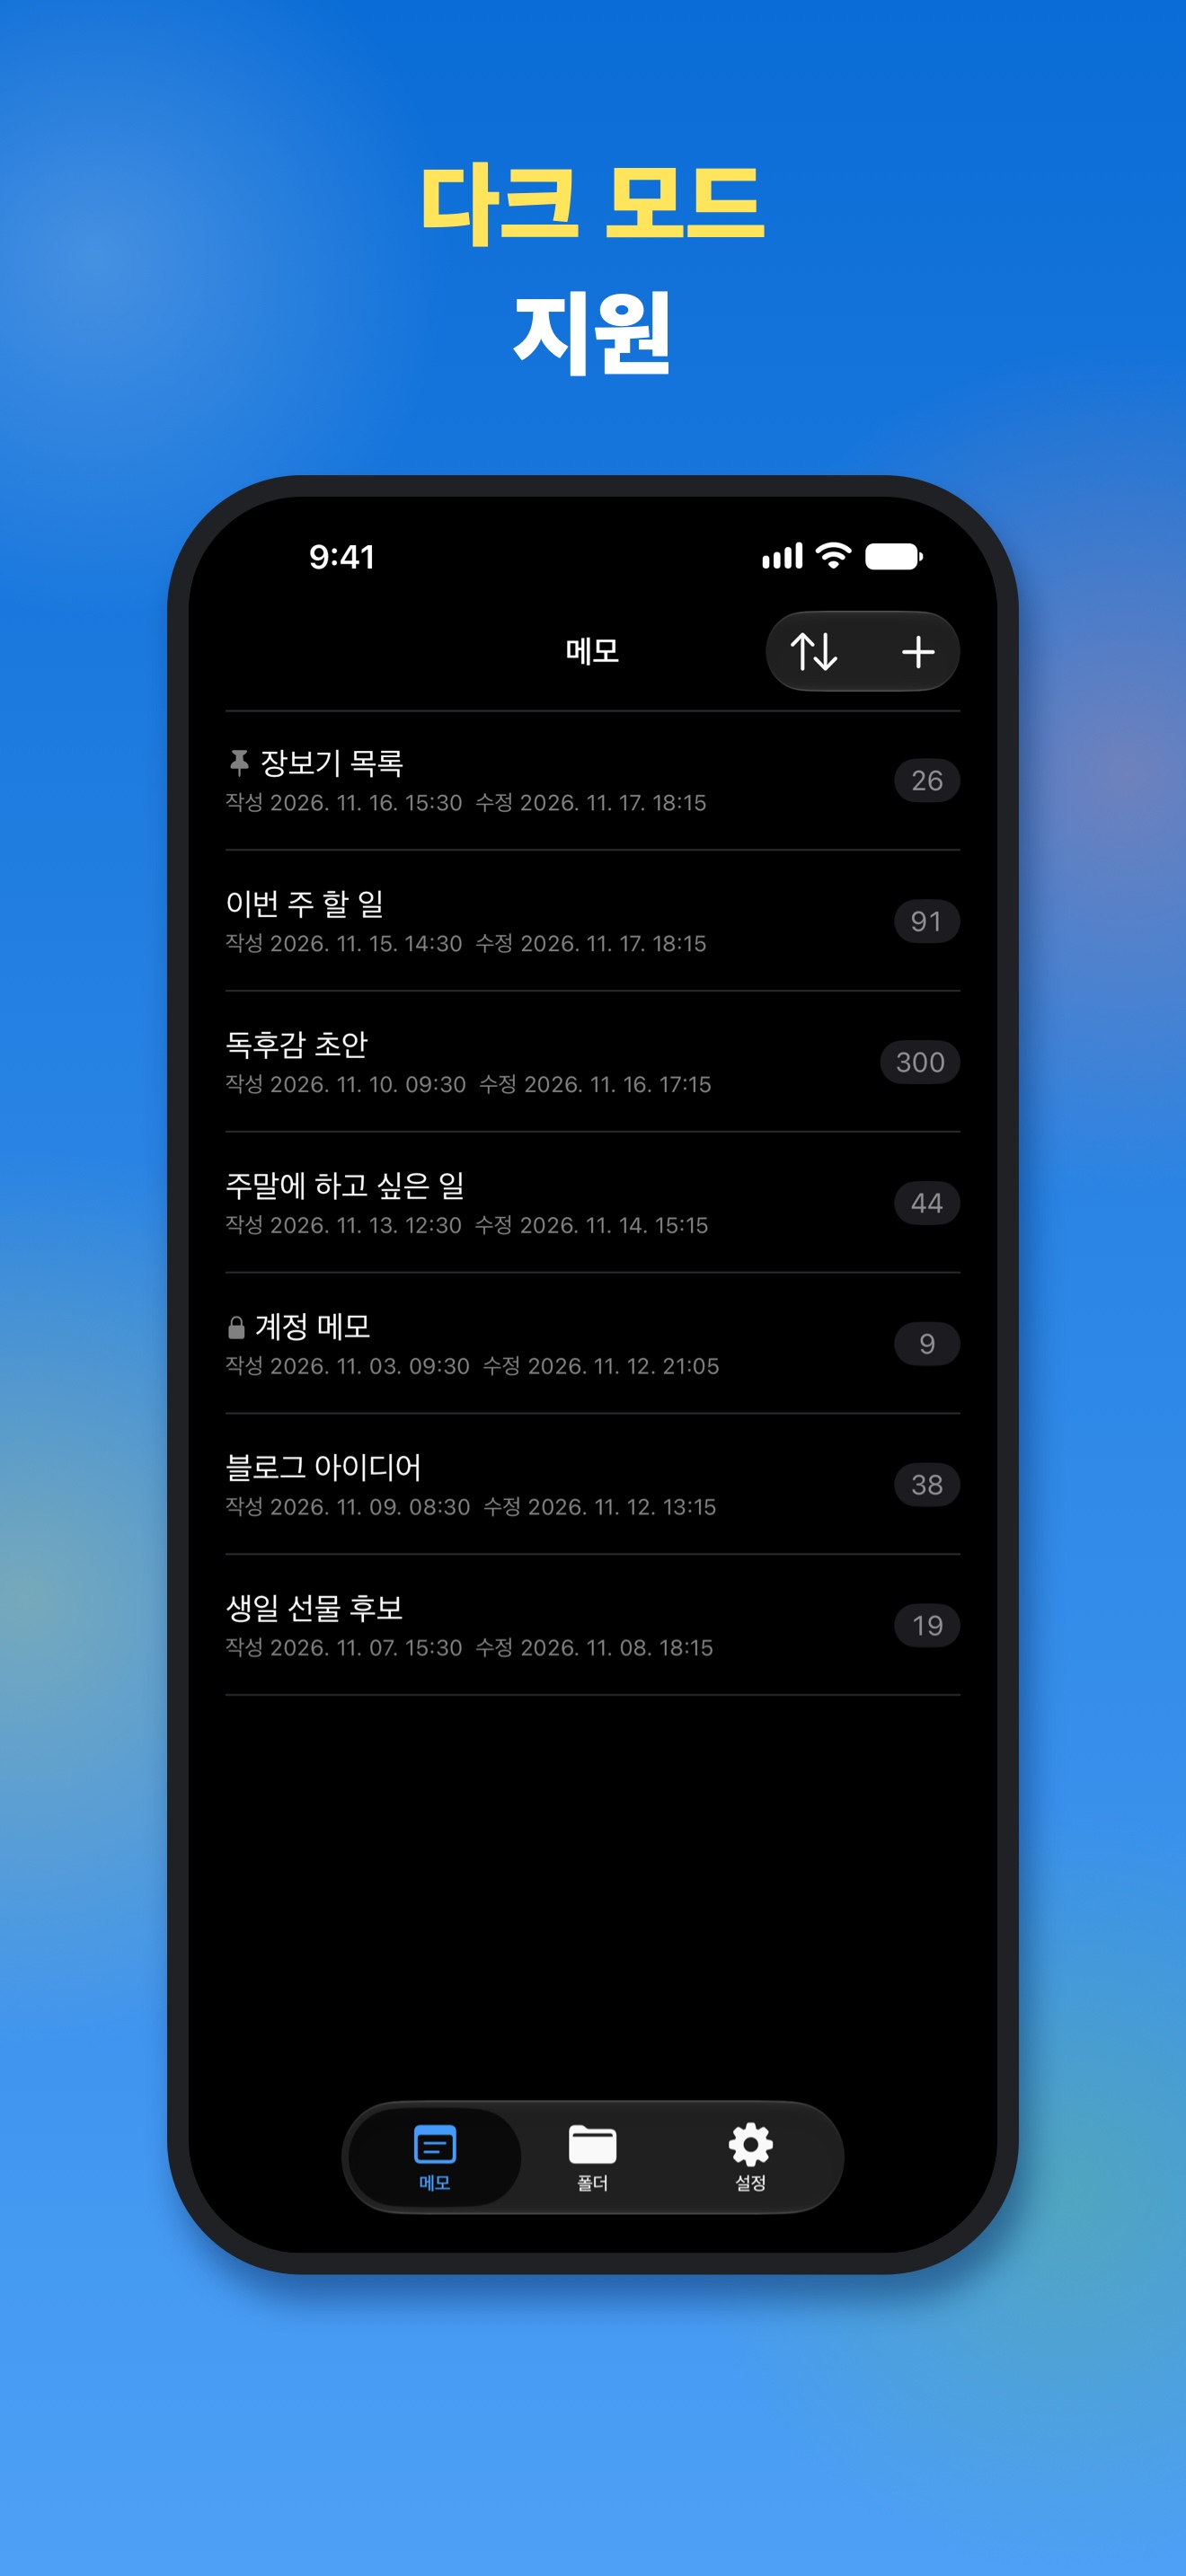 다크 모드
지원
9:41
메모
장보기 목록
작성 2026. 11. 16. 15:30 수정 2026. 11. 17. 18:15
26
이번 주 할 일
작성 2026. 11. 15. 14:30 수정 2026. 11. 17. 18:15
91
독후감 초안
작성 2026. 11. 10. 09:30 수정 2026. 11. 16. 17:15
300
주말에 하고 싶은 일
작성 2026. 11. 13. 12:30 수정 2026. 11. 14. 15:15
44
계정 메모
작성 2026. 11. 03. 09:30 수정 2026. 11. 12. 21:05
9
블로그 아이디어
작성 2026. 11. 09. 08:30 수정 2026. 11. 12. 13:15
38
생일 선물 후보
작성 2026. 11. 07. 15:30 수정 2026. 11. 08. 18:15
19
메모 폴더 설정